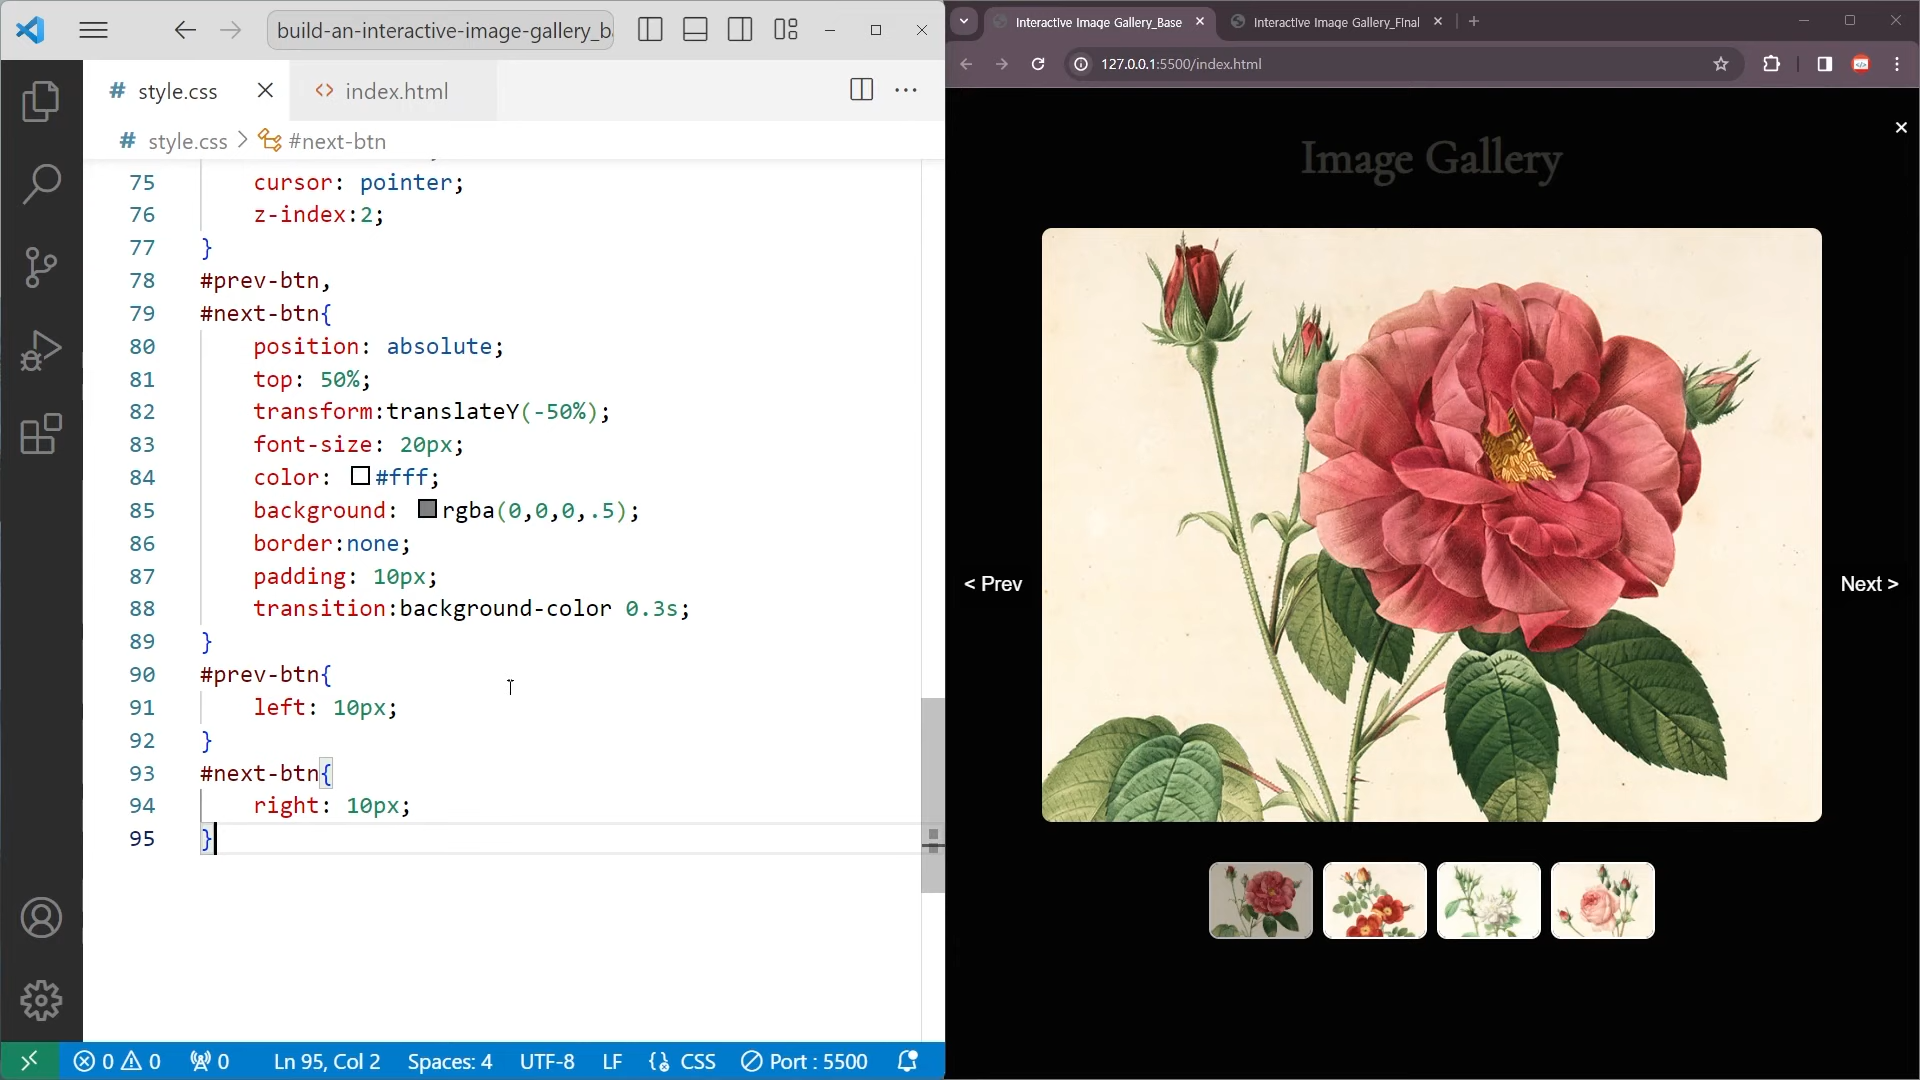 build-an-interactive-image-gallery_b
# style.css
<> index.html
# style.css > #next-btn
75 cursor: pointer;
76 z-index:2;
77 }
78 #prev-btn,
79 #next-btn{
80 position: absolute;
81 top: 50%;
82 transform:translateY(-50%);
83 font-size: 20px;
84 color: #fff;
85 background: rgba(0,0,0,.5);
86 border:none;
87 padding: 10px;
88 transition:background-color 0.3s;
89 }
90 #prev-btn{
91 left: 10px;
92 }
93 #next-btn{
94 right: 10px;
95 }
0 0 0 Ln 95, Col 2 Spaces: 4 UTF-8 LF CSS Port : 5500
Interactive Image Gallery_Base
Interactive Image Gallery_Final
127.0.0.1:5500/index.html
Image Gallery
< Prev
Next >